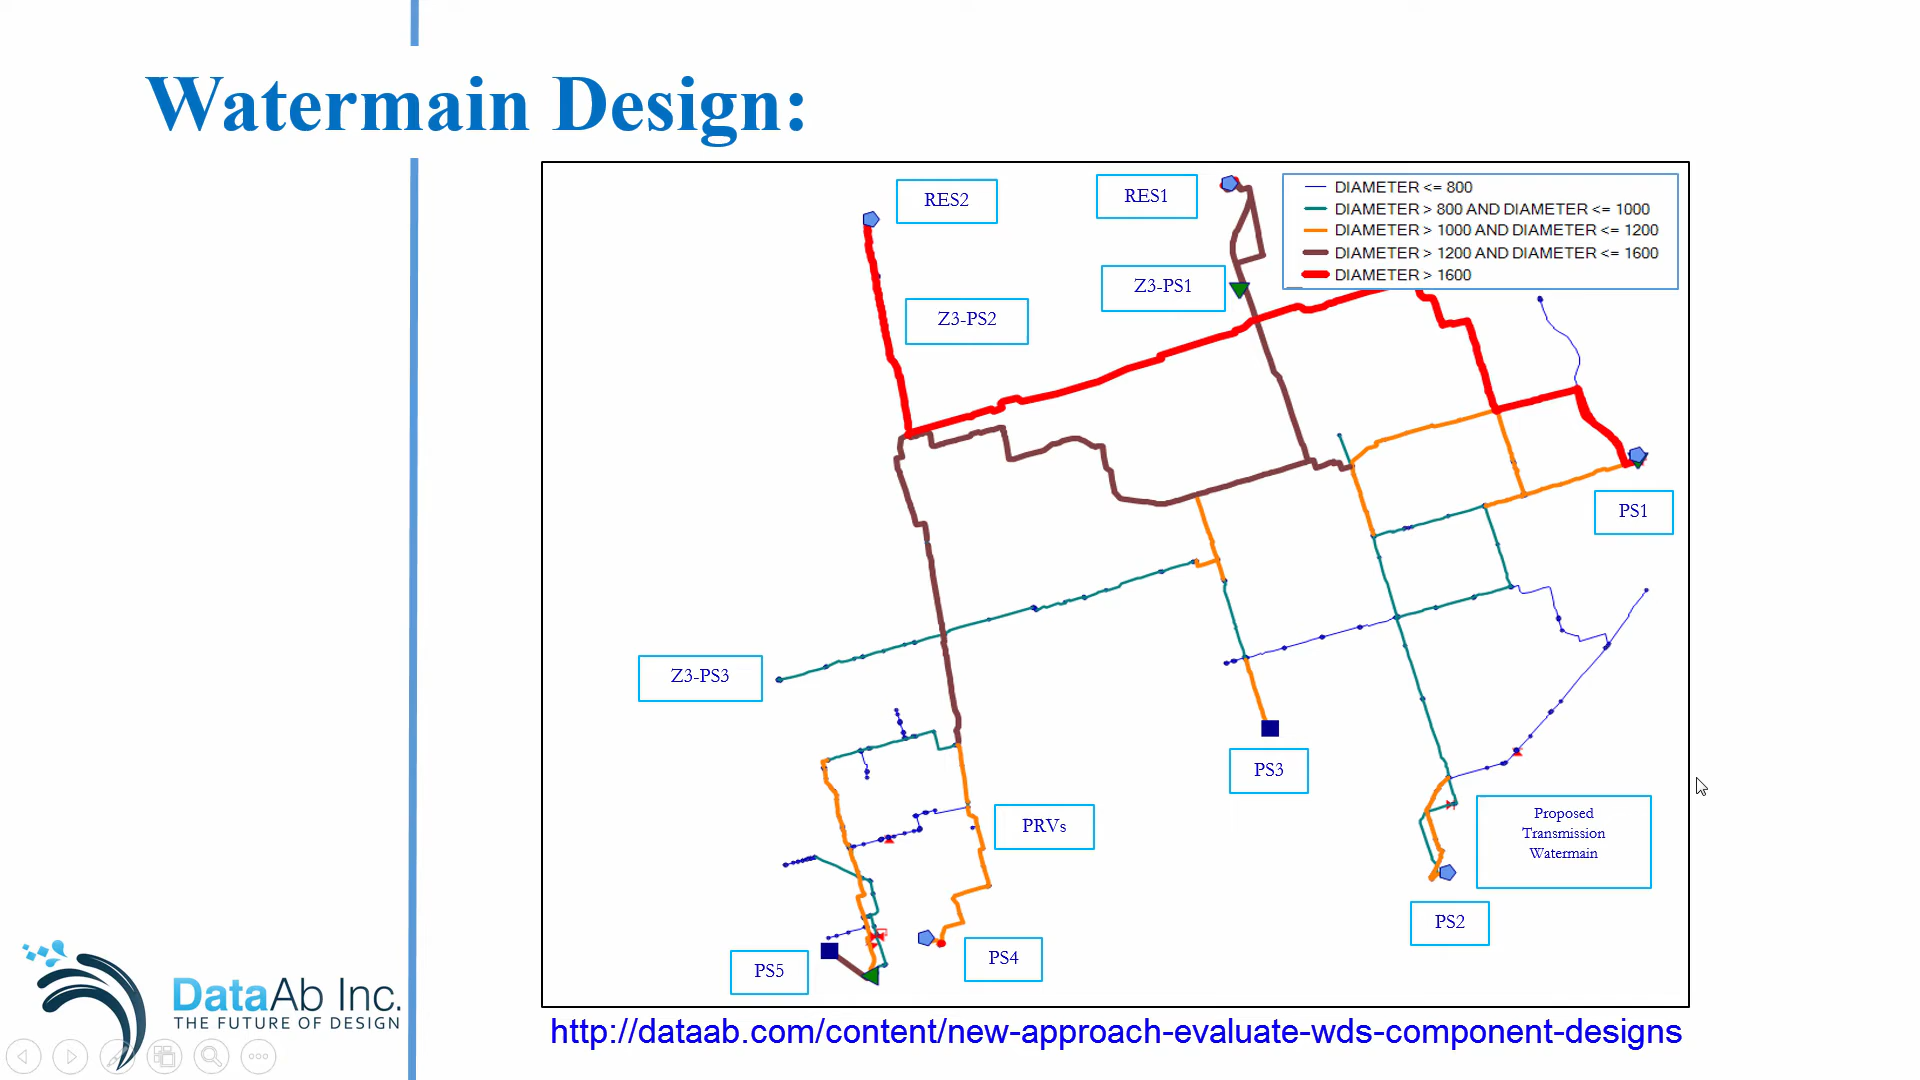 Watermain Design:
RES2
RES1
DIAMETER <= 800
DIAMETER > 800 AND DIAMETER <= 1000
DIAMETER > 1000 AND DIAMETER <= 1200
DIAMETER > 1200 AND DIAMETER <= 1600
DIAMETER > 1600
Z3-PS1
Z3-PS2
PS1
Z3-PS3
PS3
PRVs
Proposed
Transmission
Watermain
PS2
PS4
PS5
DataAb Inc.
THE FUTURE OF DESIGN
http://dataab.com/content/new-approach-evaluate-wds-component-designs